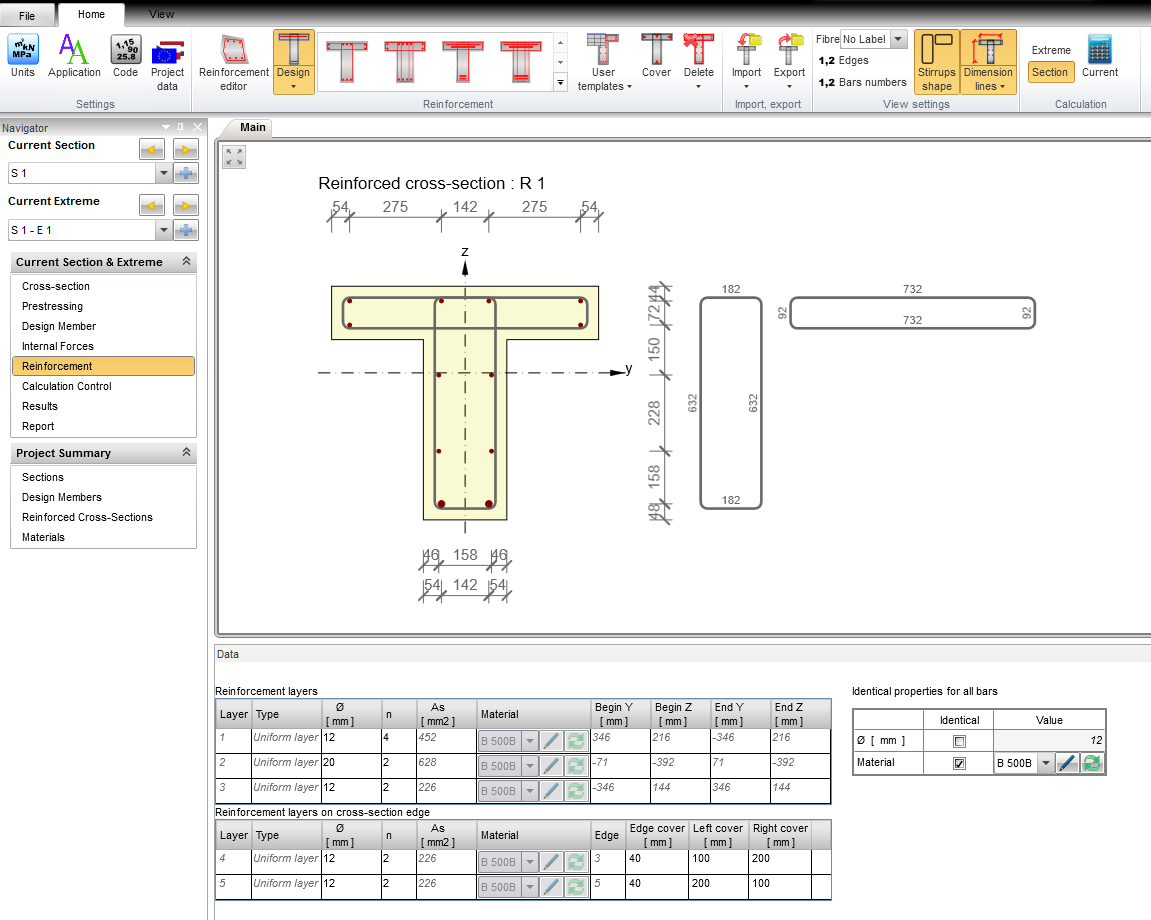 File Home View
mm kN MPa
1,15 90 25.8
Units Application Code Project data
Settings
Reinforcement editor Design
User templates Cover Delete
Reinforcement
Import Export
Import, export
Fibre No Label
1,2 Edges
1,2 Bars numbers
Stirrups shape Dimension lines
View settings
Extreme
Section
Current
Calculation
Navigator
Current Section
S 1
Current Extreme
S 1 - E 1
Current Section & Extreme
Cross-section
Prestressing
Design Member
Internal Forces
Reinforcement
Calculation Control
Results
Report
Project Summary
Sections
Design Members
Reinforced Cross-Sections
Materials
Main
Reinforced cross-section : R 1
54 275 142 275 54
z
y
44
72
150
228
158
48
182
632 632
182
732
92 92
732
46 158 46
54 142 54
Data
Reinforcement layers
Layer Type Ø [ mm ] n As [ mm2 ] Material Begin Y [ mm ] Begin Z [ mm ] End Y [ mm ] End Z [ mm ]
1 Uniform layer 12 4 452 B 500B 346 216 -346 216
2 Uniform layer 20 2 628 B 500B -71 -392 71 -392
3 Uniform layer 12 2 226 B 500B -346 144 346 144
Reinforcement layers on cross-section edge
Layer Type Ø [ mm ] n As [ mm2 ] Material Edge Edge cover [ mm ] Left cover [ mm ] Right cover [ mm ]
4 Uniform layer 12 2 226 B 500B 3 40 100 200
5 Uniform layer 12 2 226 B 500B 5 40 200 100
Identical properties for all bars
Identical Value
Ø [ mm ] 12
Material B 500B